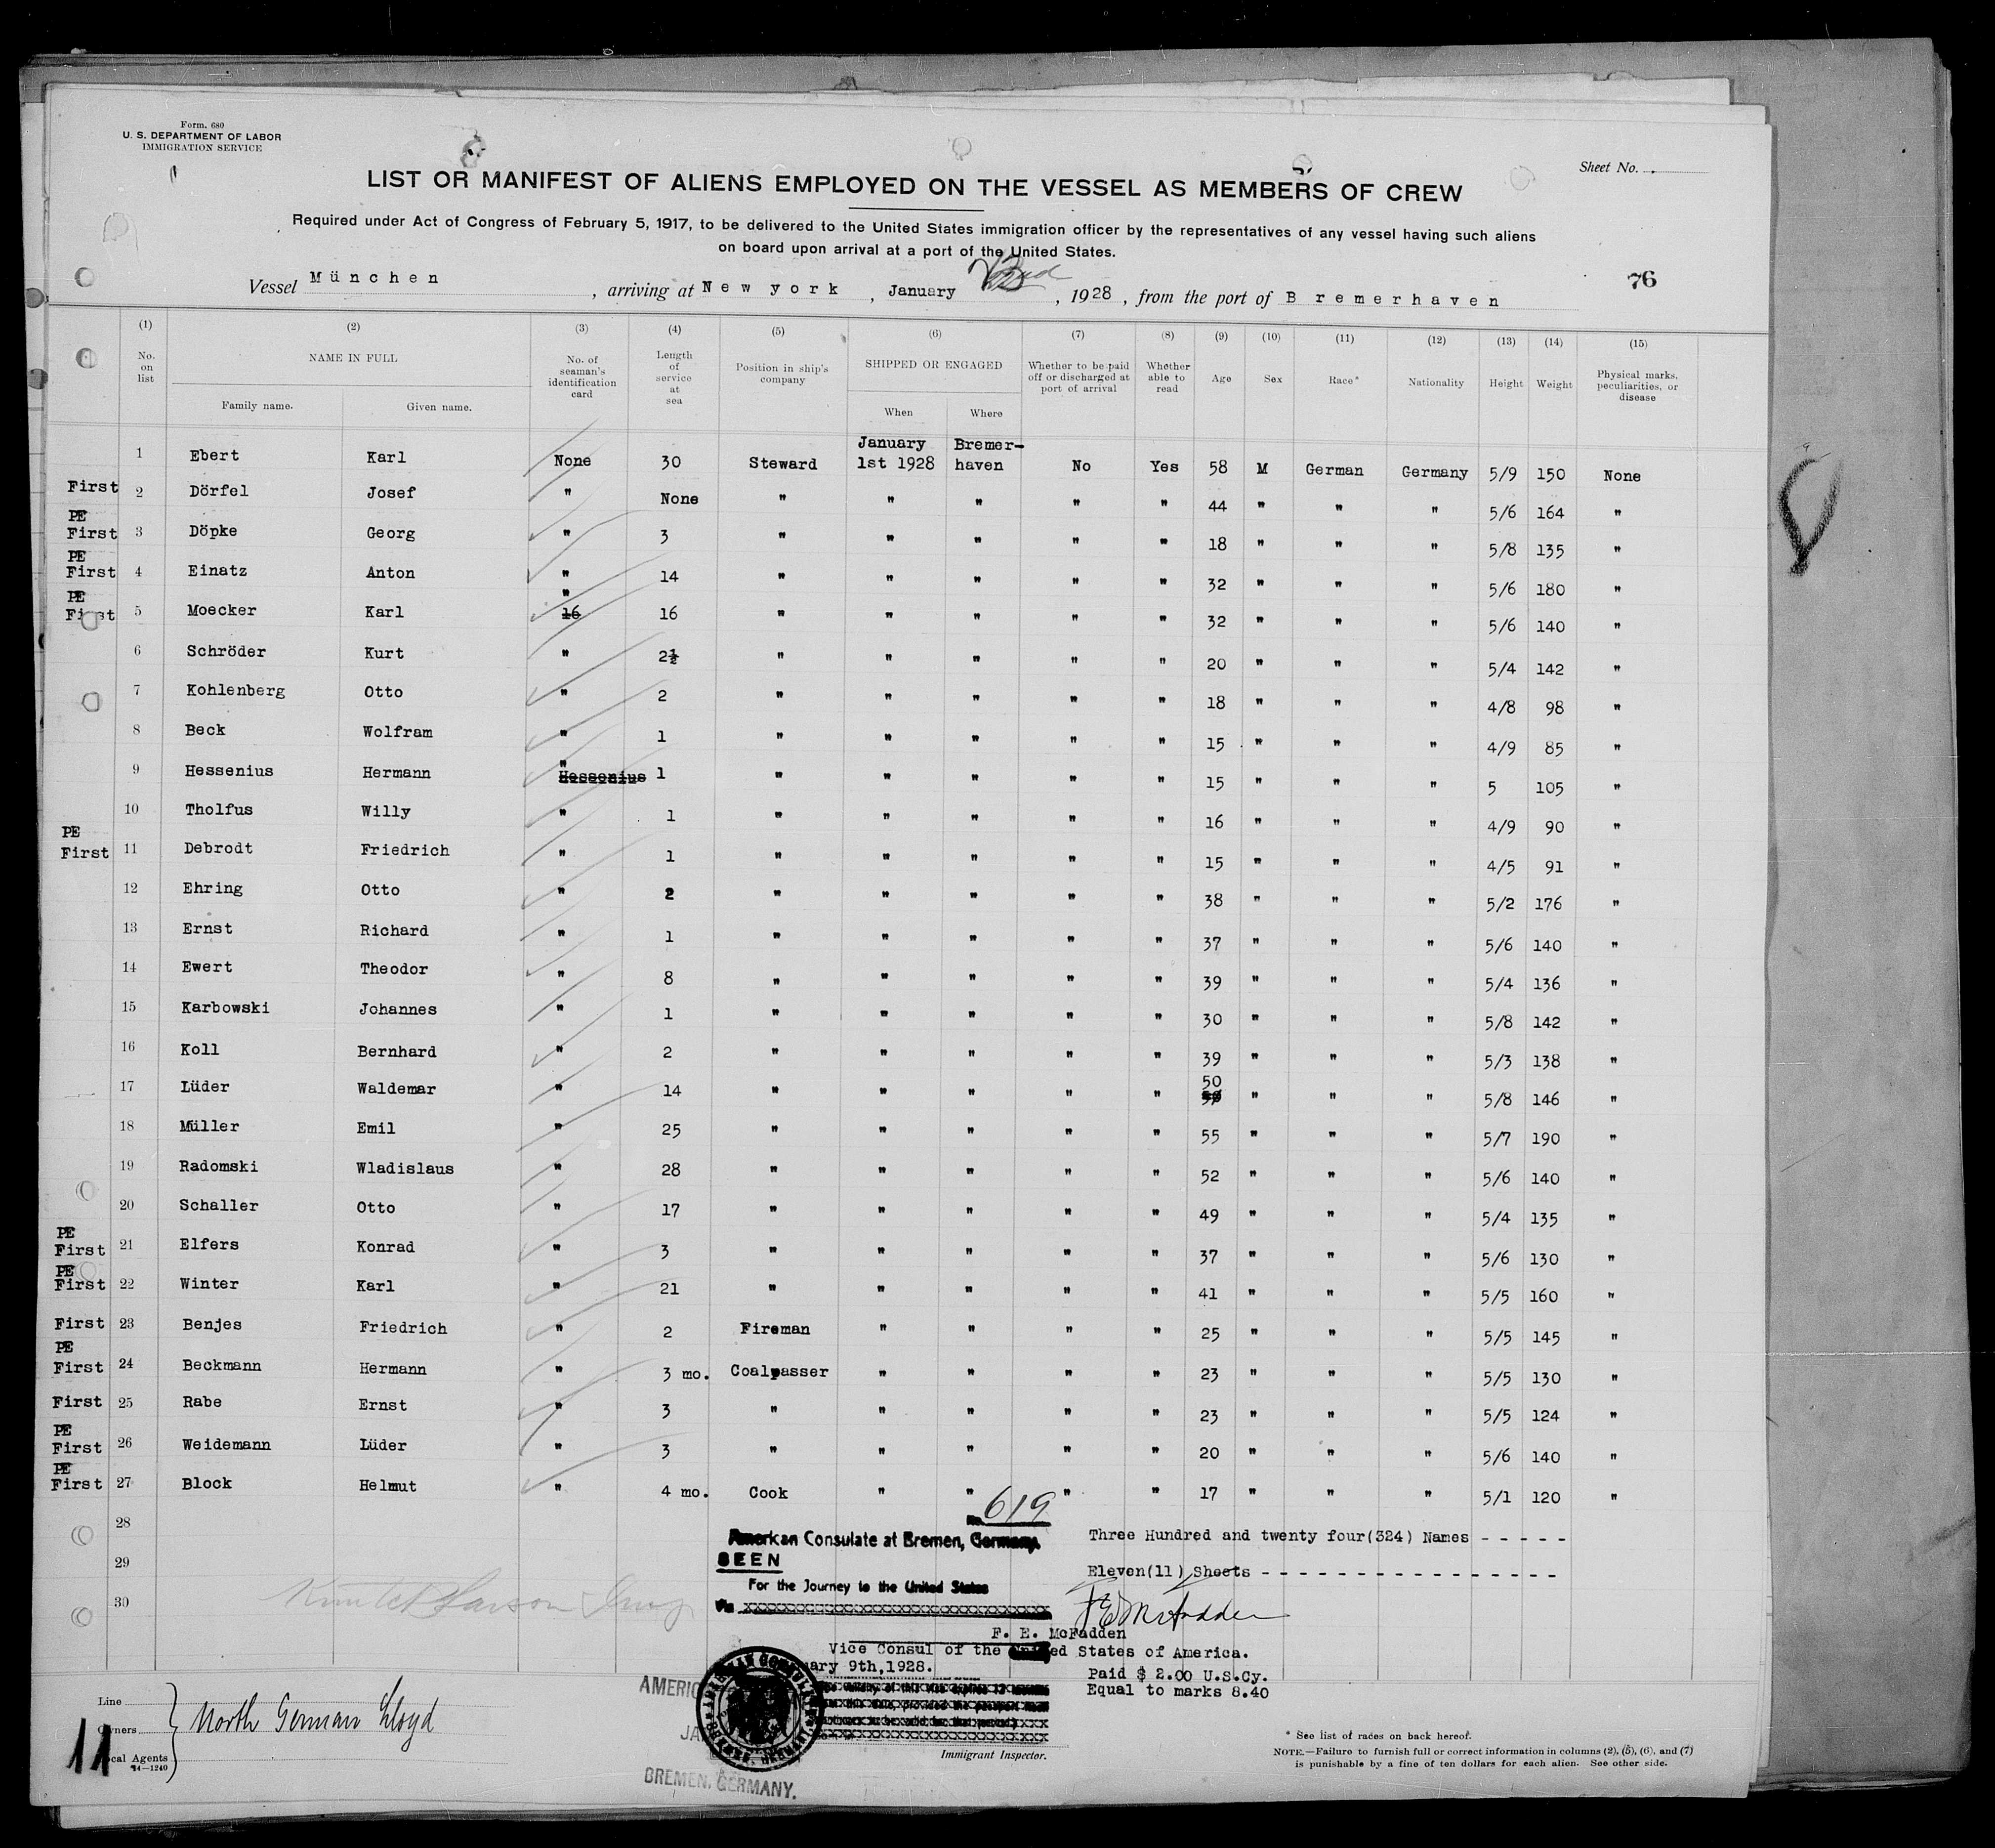 Form. 680
U. S. DEPARTMENT OF LABOR
IMMIGRATION SERVICE
Sheet No.
LIST OR MANIFEST OF ALIENS EMPLOYED ON THE VESSEL AS MEMBERS OF CREW
Required under Act of Congress of February 5, 1917, to be delivered to the United States immigration officer by the representatives of any vessel having such aliens
on board upon arrival at a port of the United States.
Vessel München, arriving at New york, January , 1928, from the port of Bremerhaven
76
(1) (2) (3) (4) (5) (6) (7) (8) (9) (10) (11) (12) (13) (14) (15)
No. on list NAME IN FULL No. of seaman's identification card Length of service at sea Position in ship's company SHIPPED OR ENGAGED Whether to be paid off or discharged at port of arrival Whether able to read Age Sex Race* Nationality Height Weight Physical marks, peculiarities, or disease
Family name. Given name. When Where
1 Ebert Karl None 30 Steward January 1st 1928 Bremer-haven No Yes 58 M German Germany 5/9 150 None
First 2 Dörfel Josef " None " " " " " 44 " " " 5/6 164 "
PE First 3 Döpke Georg " 3 " " " " " 18 " " " 5/8 135 "
PE First 4 Einatz Anton " 14 " " " " " 32 " " " 5/6 180 "
PE First 5 Moecker Karl " 16 16 " " " " " 32 " " " 5/6 140 "
6 Schröder Kurt " 2½ " " " " " 20 " " " 5/4 142 "
7 Kohlenberg Otto " 2 " " " " " 18 " " " 4/8 98 "
8 Beck Wolfram " 1 " " " " " 15 " " " 4/9 85 "
9 Hessenius Hermann " Hessenius 1 " " " " " 15 " " " 5 105 "
10 Tholfus Willy " 1 " " " " " 16 " " " 4/9 90 "
PE First 11 Debrodt Friedrich " 1 " " " " " 15 " " " 4/5 91 "
12 Ehring Otto " 2 " " " " " 38 " " " 5/2 176 "
13 Ernst Richard " 1 " " " " " 37 " " " 5/6 140 "
14 Ewert Theodor " 8 " " " " " 39 " " " 5/4 136 "
15 Karbowski Johannes " 1 " " " " " 30 " " " 5/8 142 "
16 Koll Bernhard " 2 " " " " " 39 " " " 5/3 138 "
17 Lüder Waldemar " 14 " " " " " 50 " " " 5/8 146 "
18 Müller Emil " 25 " " " " " 55 " " " 5/7 190 "
19 Radomski Wladislaus " 28 " " " " " 52 " " " 5/6 140 "
20 Schaller Otto " 17 " " " " " 49 " " " 5/4 135 "
PE First 21 Elfers Konrad " 3 " " " " " 37 " " " 5/6 130 "
PE First 22 Winter Karl " 21 " " " " " 41 " " " 5/5 160 "
First 23 Benjes Friedrich " 2 Fireman " " " " 25 " " " 5/5 145 "
PE First 24 Beckmann Hermann " 3 mo. Coalpasser " " " " 23 " " " 5/5 130 "
First 25 Rabe Ernst " 3 " " " " " 23 " " " 5/5 124 "
PE First 26 Weidemann Lüder " 3 " " " " " 20 " " " 5/6 140 "
PE First 27 Block Helmut " 4 mo. Cook " " " " 17 " " " 5/1 120 "
28
29
30
No. 619
American Consulate at Bremen, Germany.
SEEN
For the Journey to the United States
Via xxxxxxxxxxxxxxxxxxxxxxxxxxxxxxxx
Three Hundred and twenty four(324) Names - - - - -
Eleven(11) Sheets - - - - - - - - - - - - - - - - -
F. E. McFadden
F. E. McFadden
Vice Consul of the United States of America.
ary 9th,1928.
Paid $ 2.00 U.S.Cy.
Equal to marks 8.40
AMERIC
JA
BREMEN, GERMANY.
Immigrant Inspector.
Line
Owners
Local Agents
North German Lloyd
14—1240
11
* See list of races on back hereof.
NOTE.—Failure to furnish full or correct information in columns (2), (5), (6), and (7)
is punishable by a fine of ten dollars for each alien. See other side.